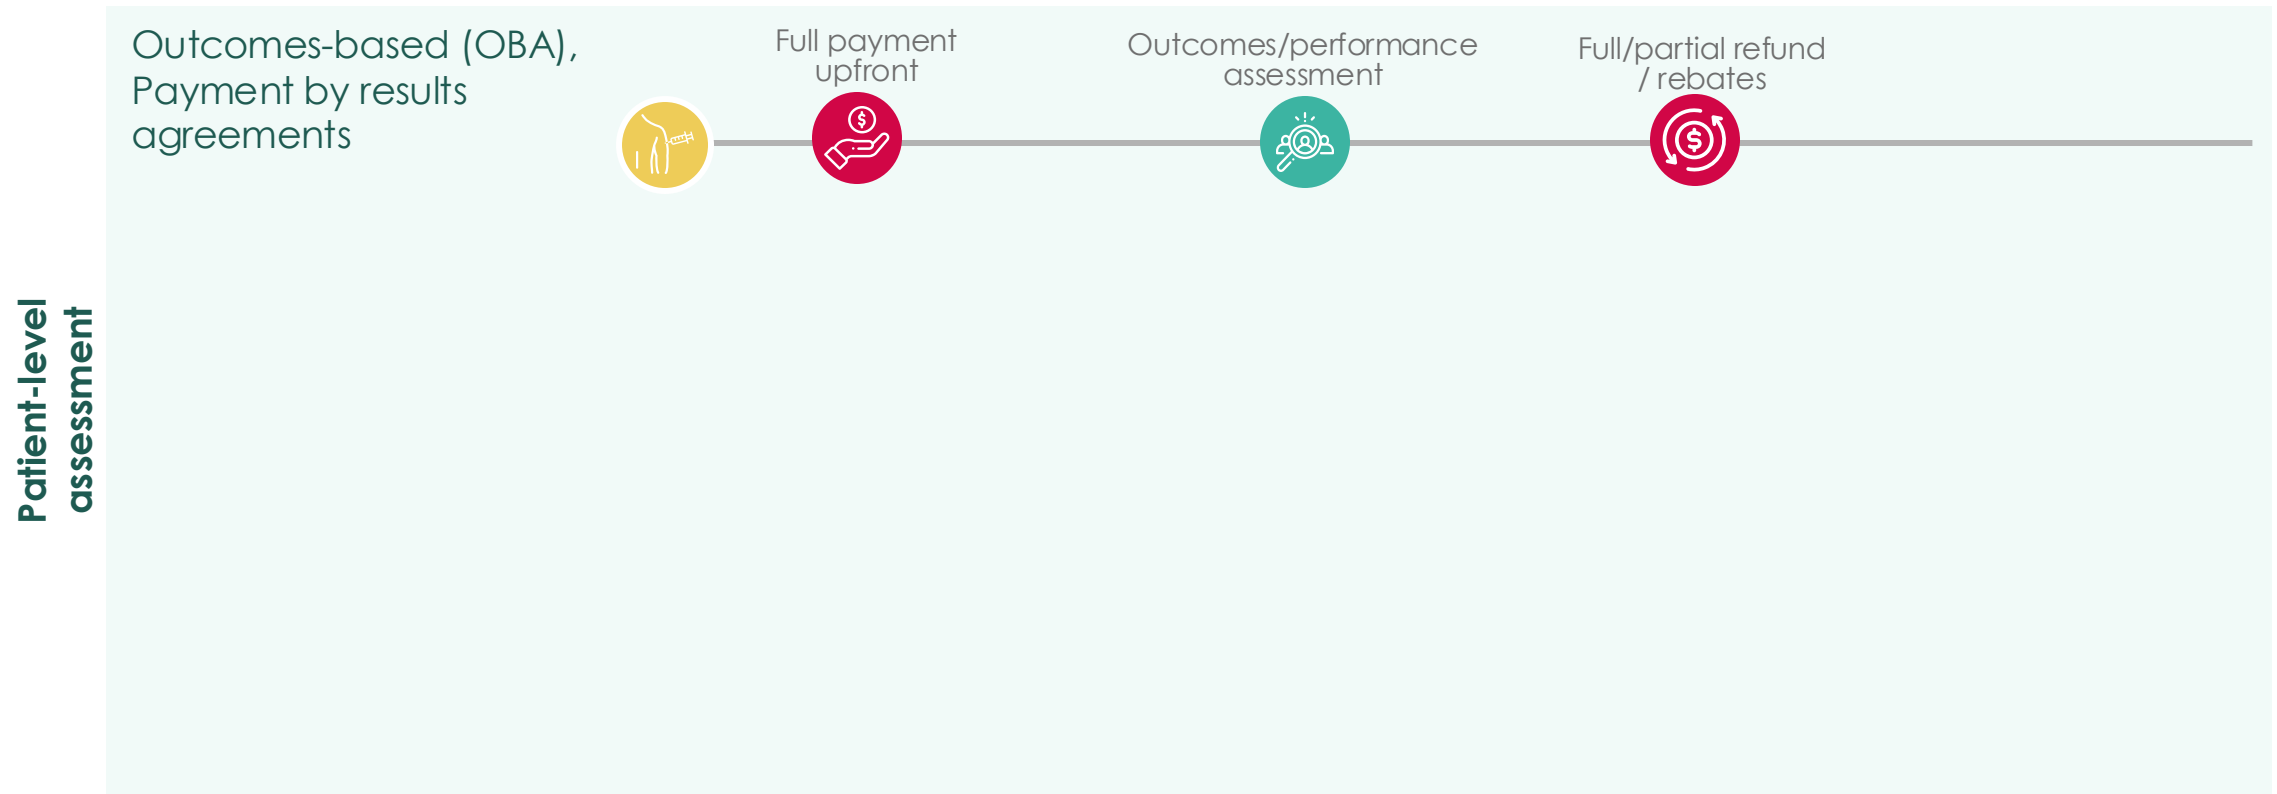 Outcomes-based (OBA),
Payment by results
agreements
Full payment
upfront
Outcomes/performance
assessment
Full/partial refund
/ rebates
$
$
Patient-level
assessment